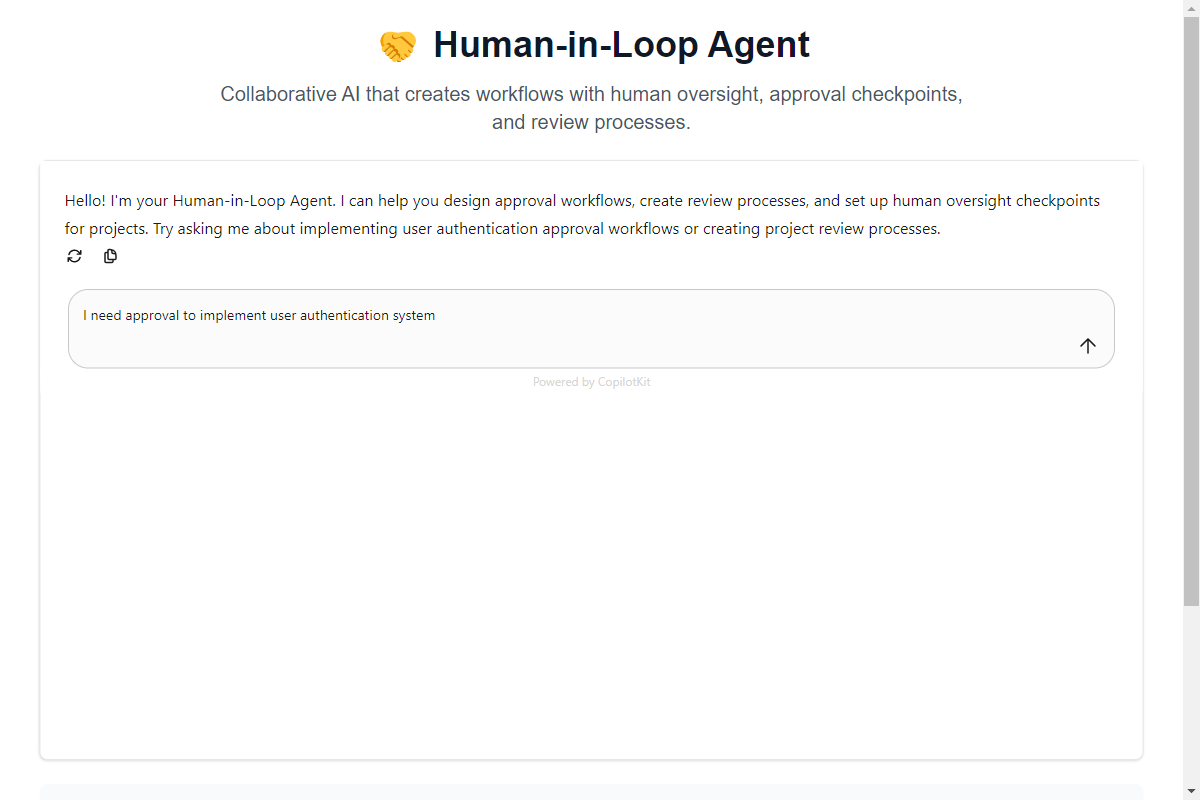 🤝 Human-in-Loop Agent
Collaborative AI that creates workflows with human oversight, approval checkpoints,
and review processes.
Hello! I'm your Human-in-Loop Agent. I can help you design approval workflows, create review processes, and set up human oversight checkpoints
for projects. Try asking me about implementing user authentication approval workflows or creating project review processes.
I need approval to implement user authentication system
Powered by CopilotKit